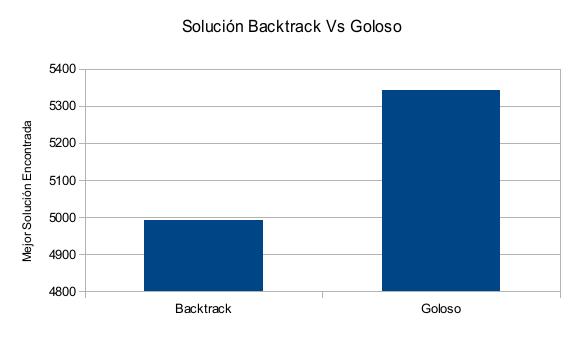 Solución Backtrack Vs Goloso
5400
5300
5200
5100
5000
4900
4800
Mejor Solución Encontrada
Backtrack
Goloso